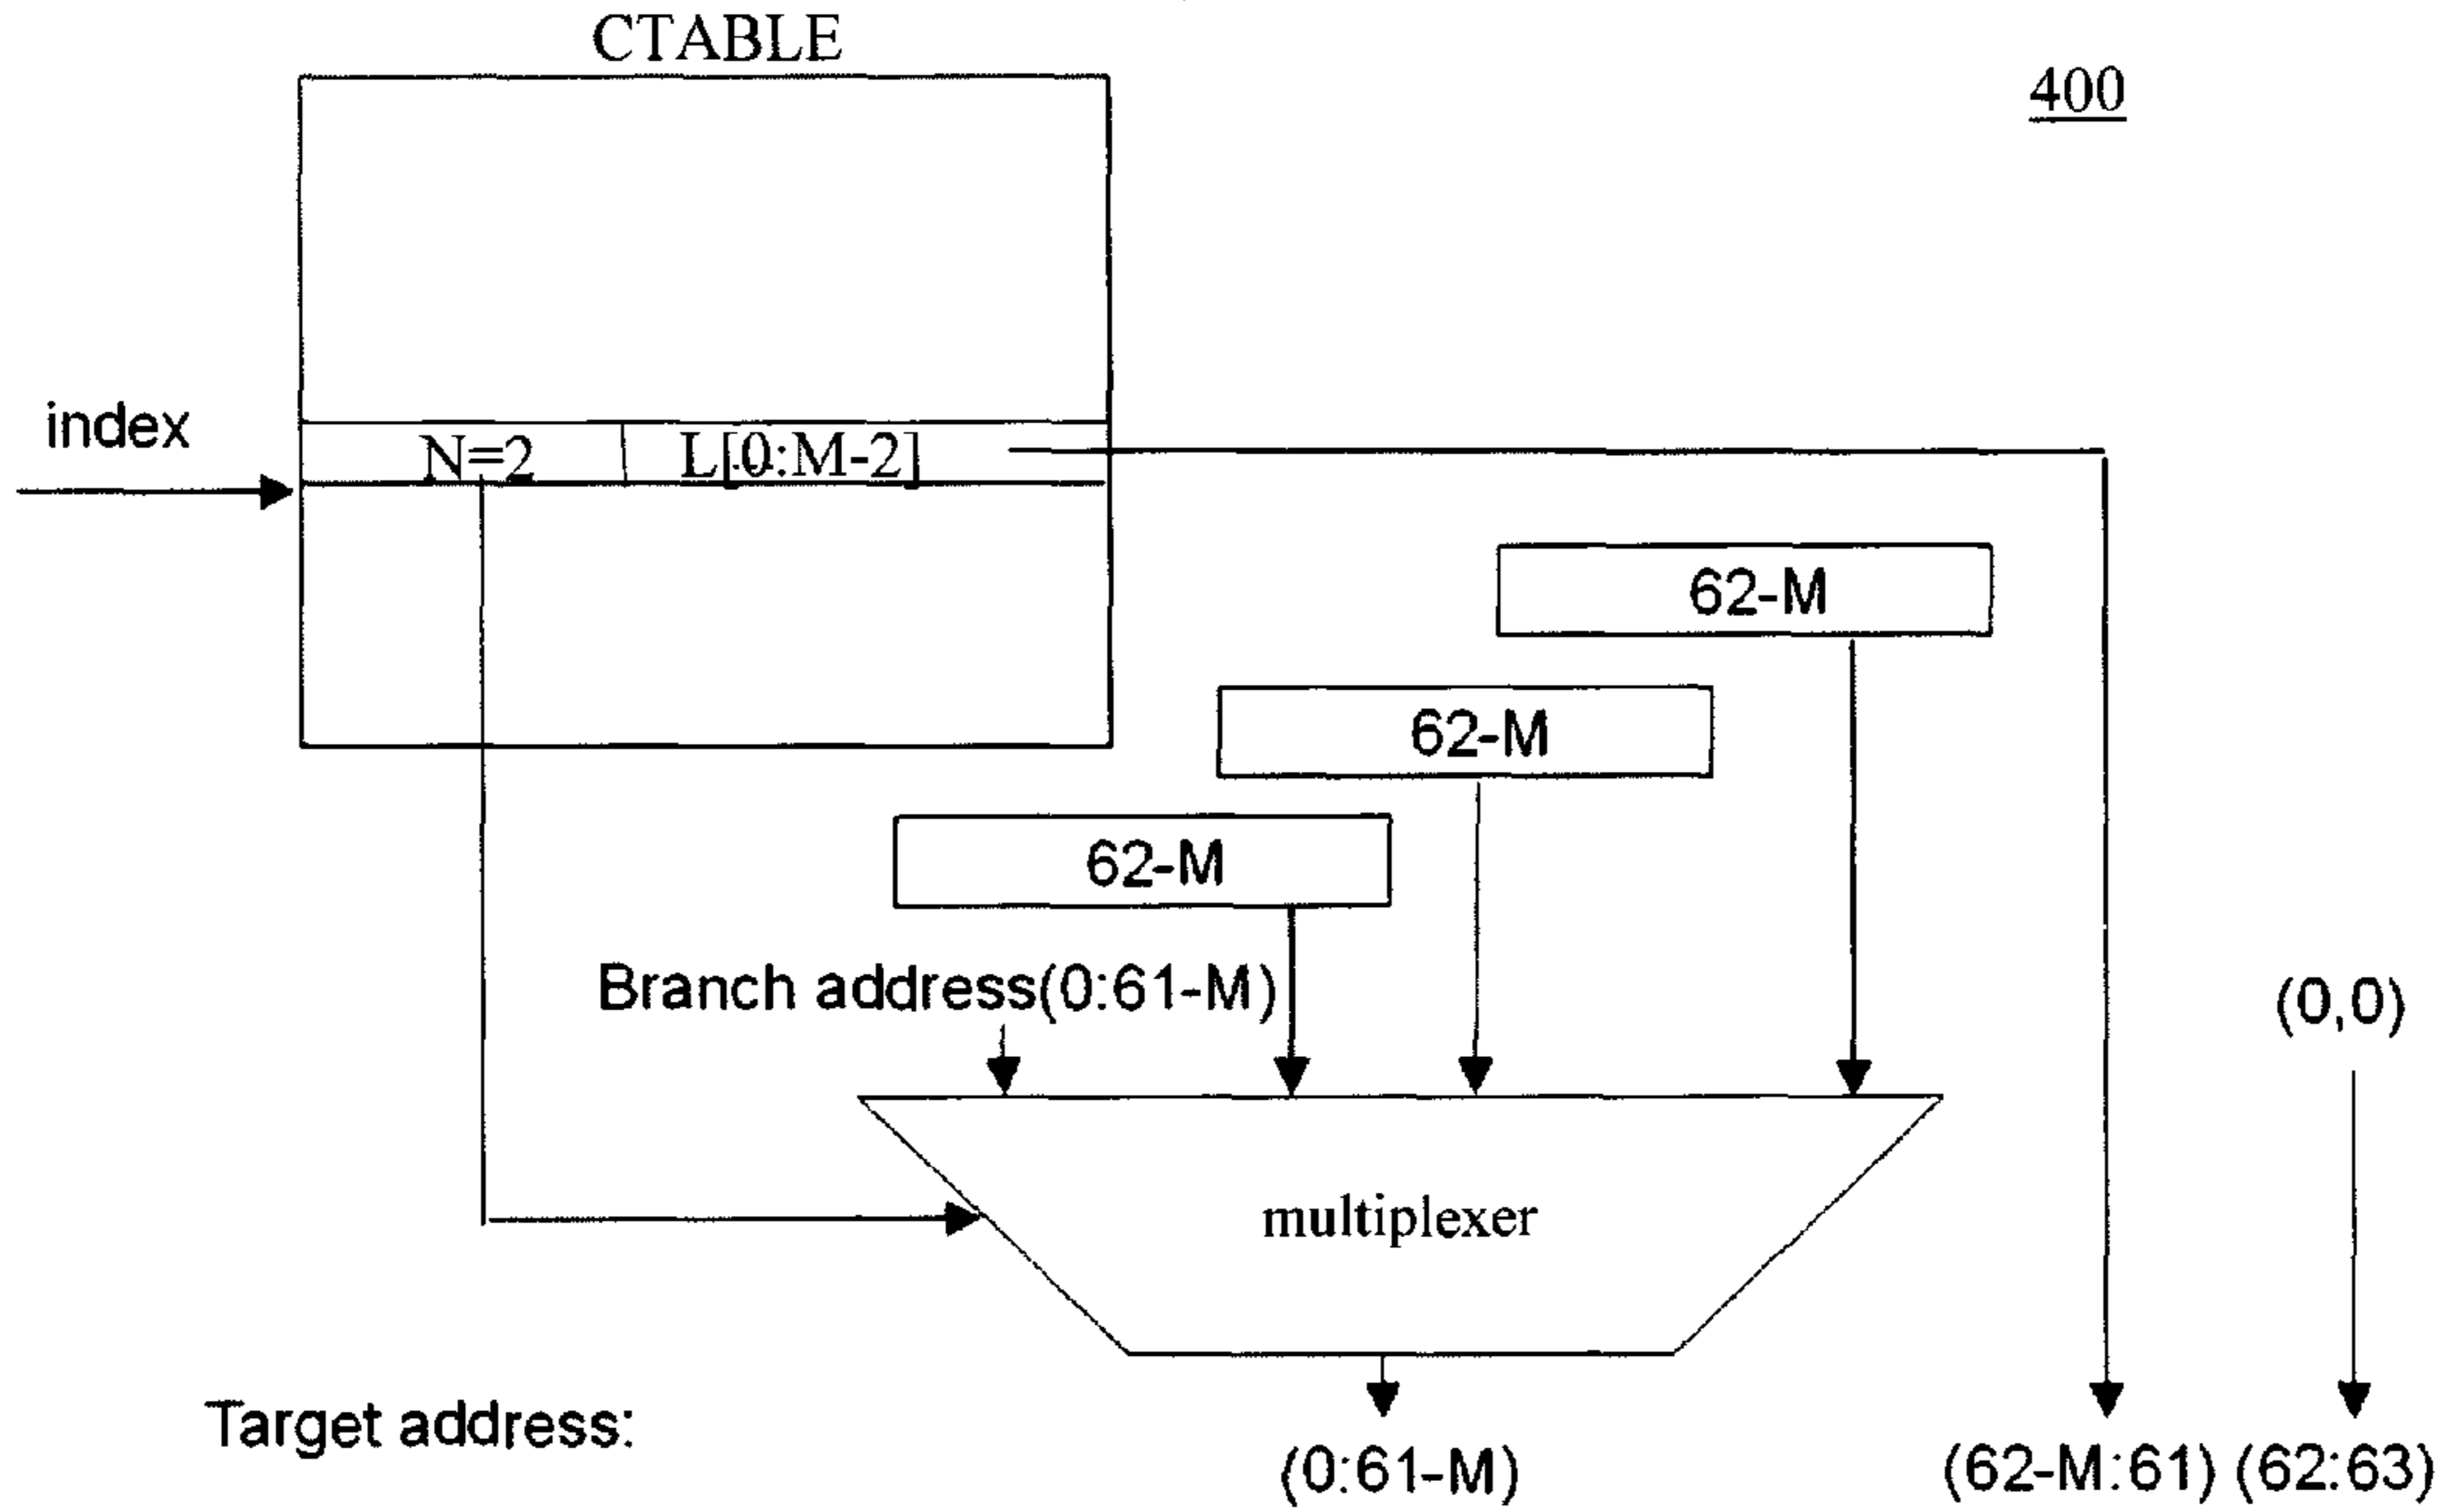 CTABLE
400
index
N=2
L[0:M-2]
62-M
62-M
62-M
Branch address(0:61-M)
(0,0)
multiplexer
Target address:
(0:61-M)
(62-M:61)
(62:63)